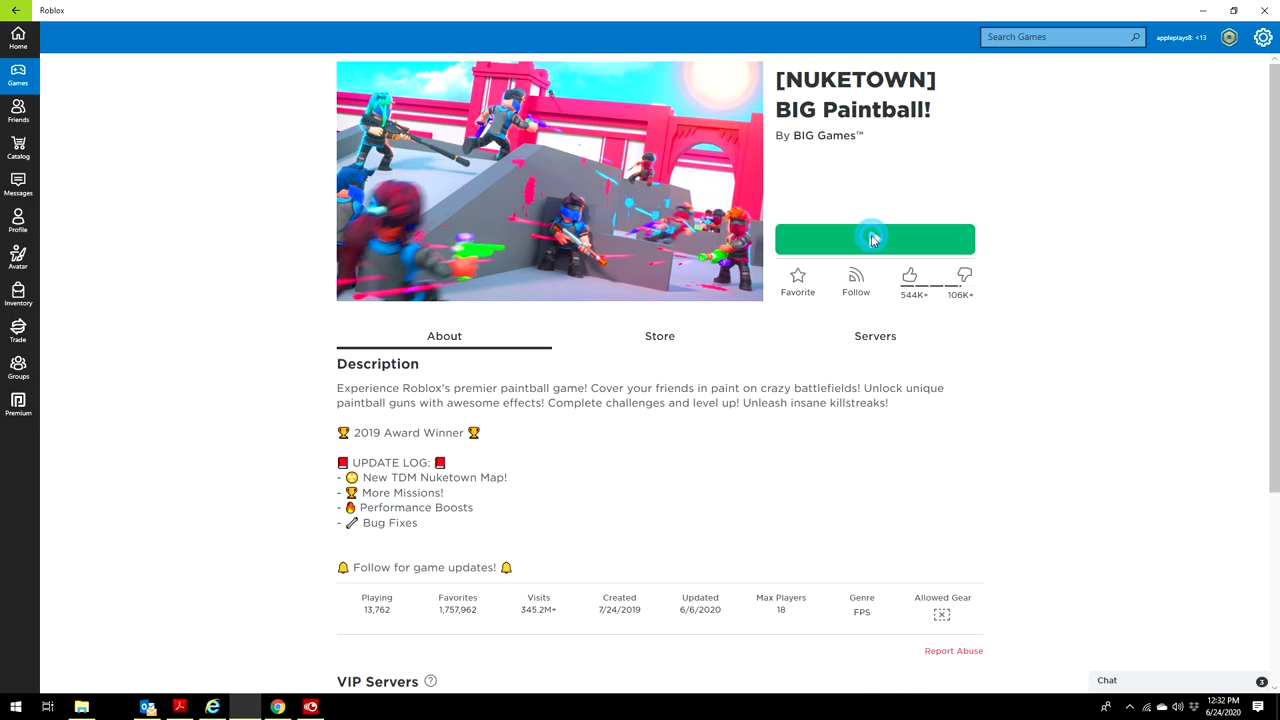 Roblox
Search Games
appleplays8: <13
Home
Games
Friends
Catalog
Messages
Profile
Avatar
Inventory
Trade
Groups
Premium
[NUKETOWN]
BIG Paintball!
By BIG Games™
Favorite
Follow
544K+
106K+
About
Store
Servers
Description
Experience Roblox's premier paintball game! Cover your friends in paint on crazy battlefields! Unlock unique
paintball guns with awesome effects! Complete challenges and level up! Unleash insane killstreaks!
🏆 2019 Award Winner 🏆
📕 UPDATE LOG: 📕
- 😳 New TDM Nuketown Map!
- 🏆 More Missions!
- 🔥 Performance Boosts
- 🔧 Bug Fixes
🔔 Follow for game updates! 🔔
Playing Favorites Visits Created Updated Max Players Genre Allowed Gear
13,762 1,757,962 345.2M+ 7/24/2019 6/6/2020 18 FPS
Report Abuse
VIP Servers ?
Chat 3
12:32 PM
6/24/2020